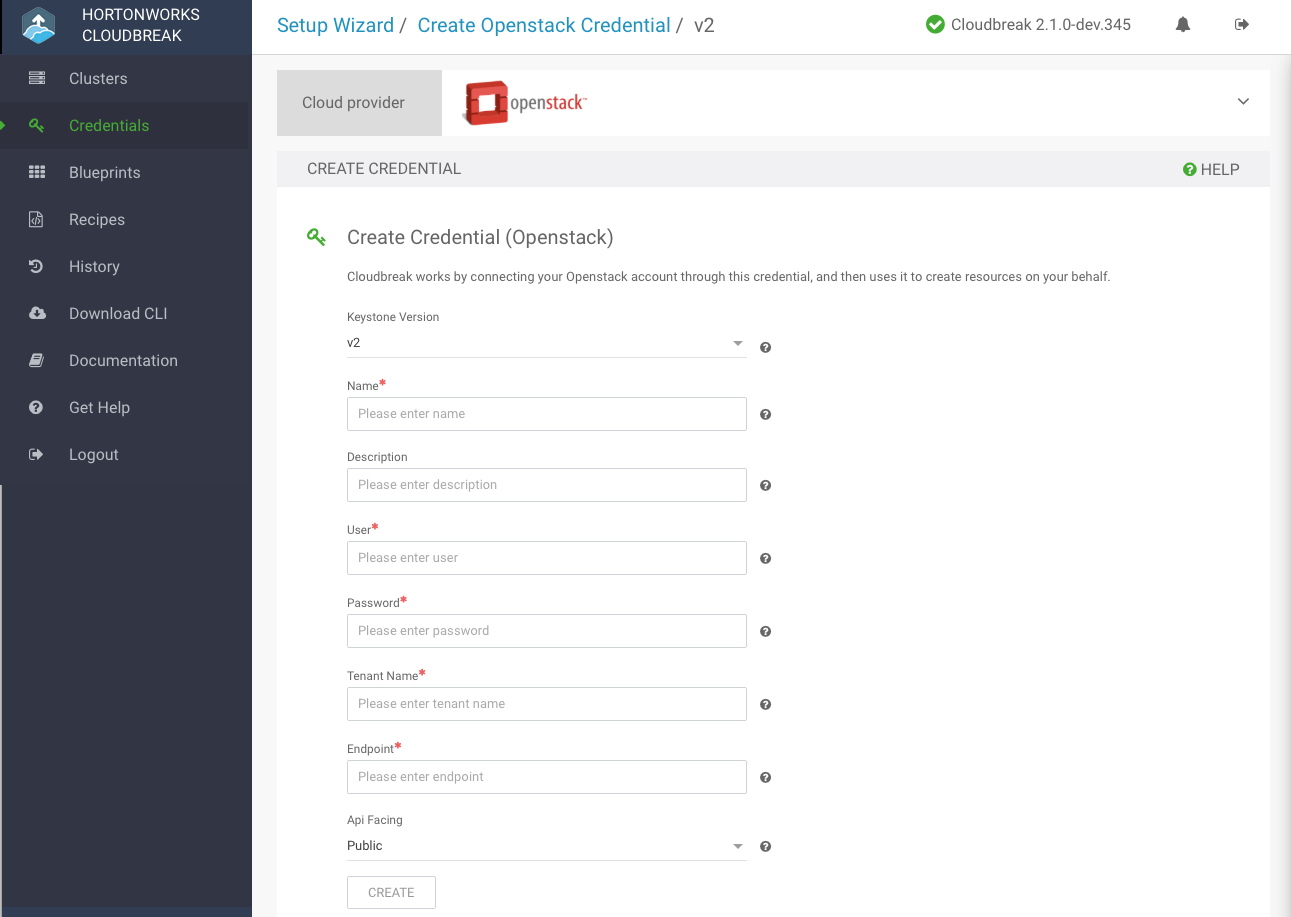 HORTONWORKS
CLOUDBREAK
Setup Wizard / Create Openstack Credential / v2
Cloudbreak 2.1.0-dev.345
Clusters
Credentials
Blueprints
Recipes
History
Download CLI
Documentation
Get Help
Logout
Cloud provider
openstack™
CREATE CREDENTIAL
? HELP
Create Credential (Openstack)
Cloudbreak works by connecting your Openstack account through this credential, and then uses it to create resources on your behalf.
Keystone Version
v2 ?
Name*
Please enter name ?
Description
Please enter description ?
User*
Please enter user ?
Password*
Please enter password ?
Tenant Name*
Please enter tenant name ?
Endpoint*
Please enter endpoint ?
Api Facing
Public ?
CREATE